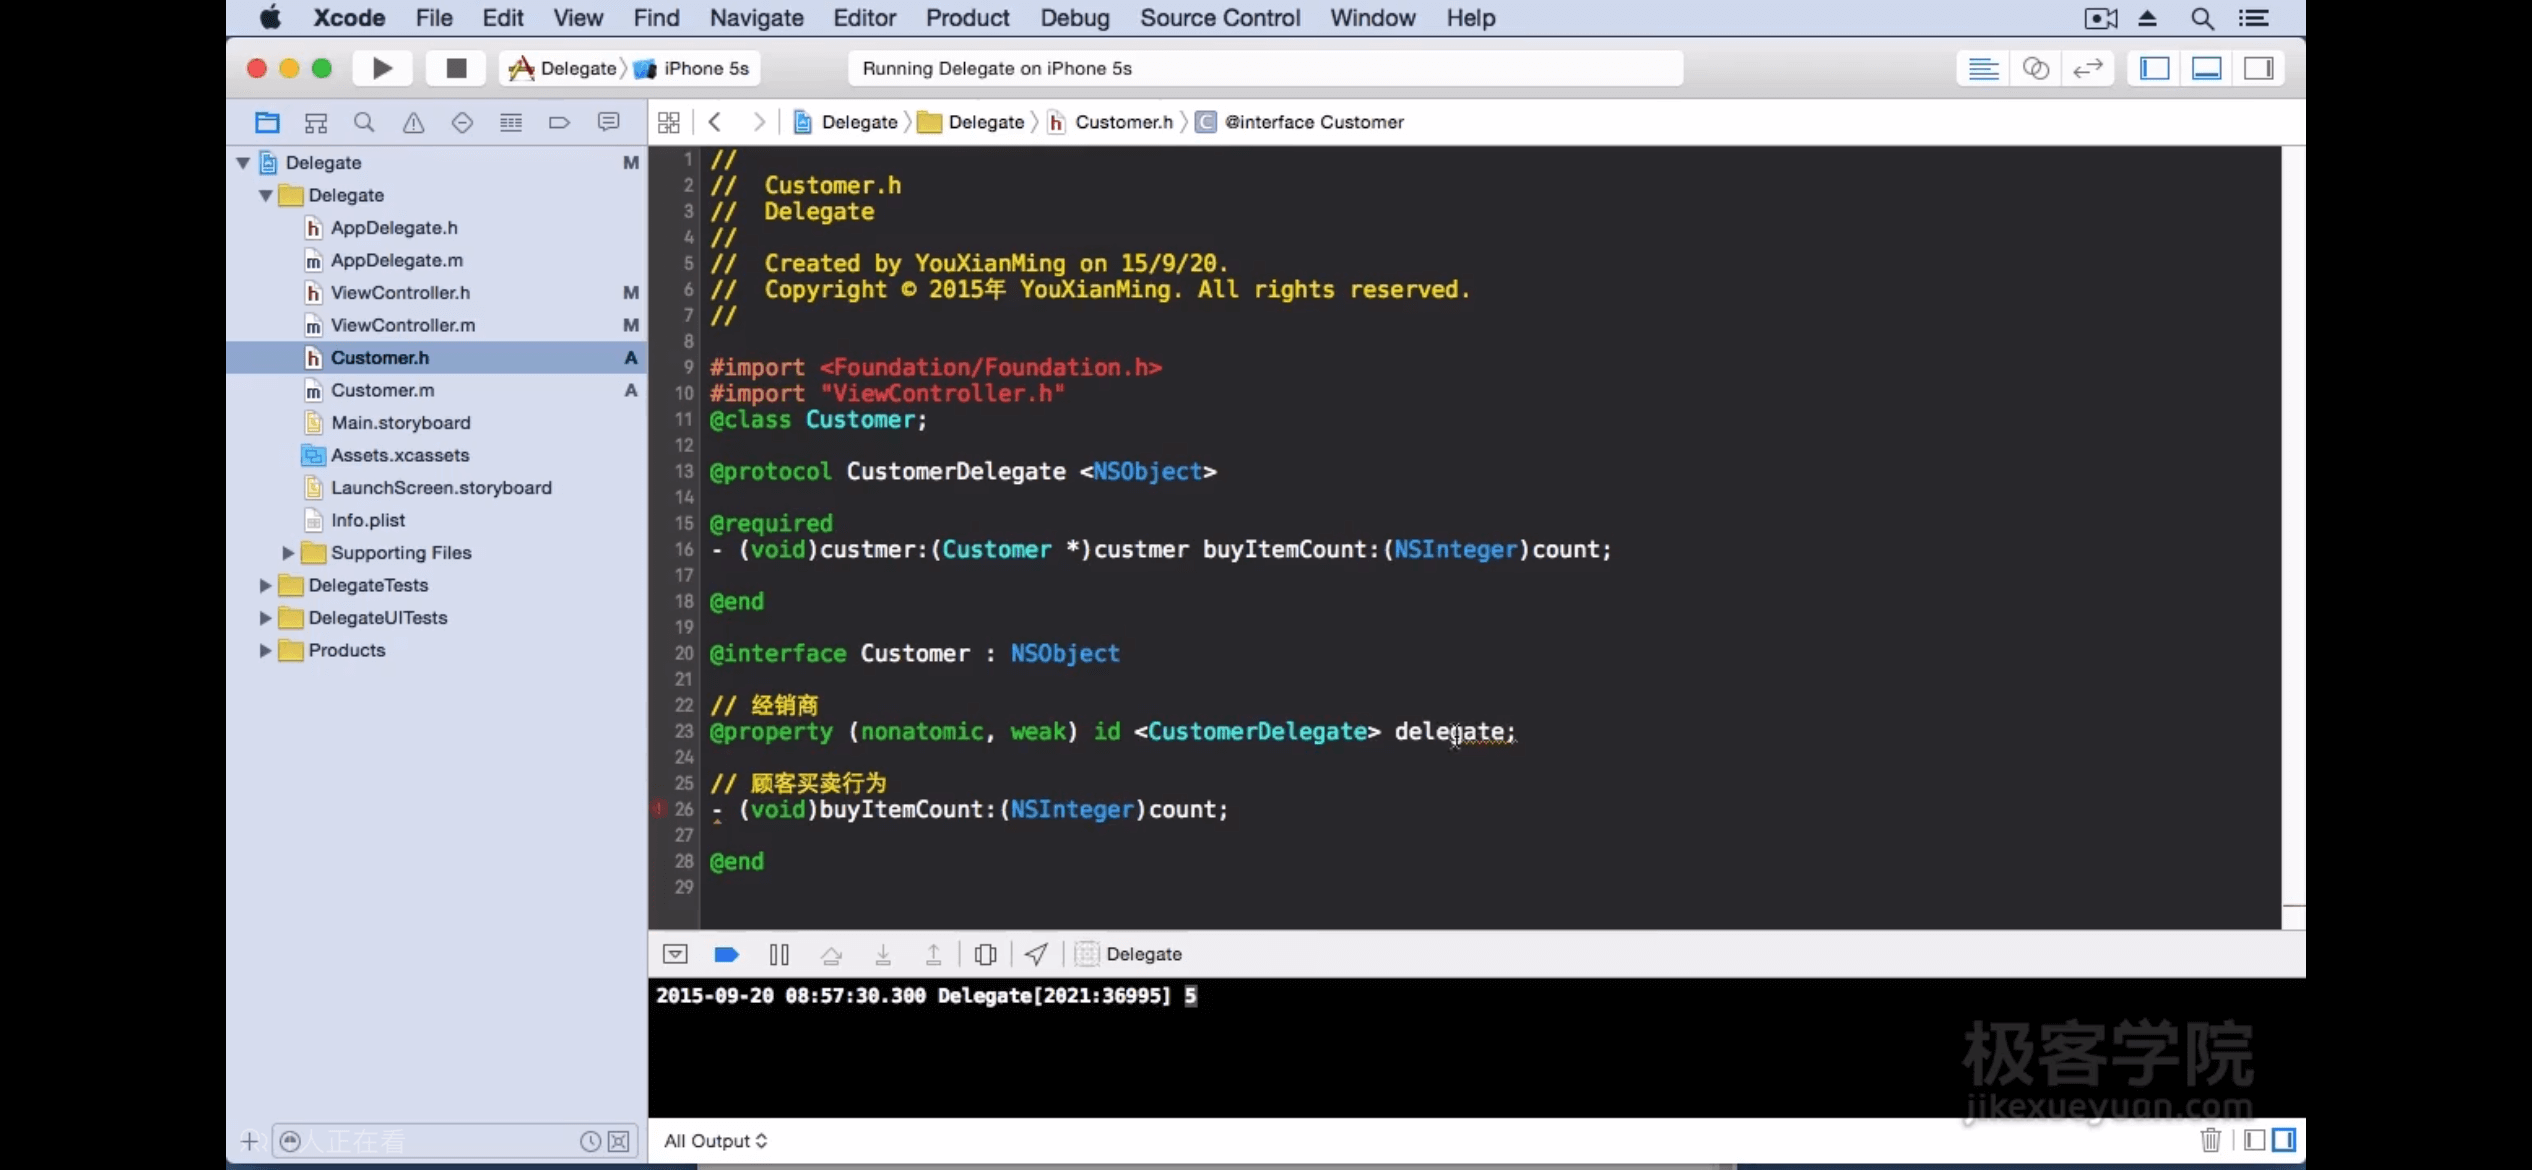 Xcode File Edit View Find Navigate Editor Product Debug Source Control Window Help
Delegate iPhone 5s
Running Delegate on iPhone 5s
Delegate Delegate Customer.h @interface Customer
Delegate M
Delegate
AppDelegate.h
AppDelegate.m
ViewController.h M
ViewController.m M
Customer.h A
Customer.m A
Main.storyboard
Assets.xcassets
LaunchScreen.storyboard
Info.plist
Supporting Files
DelegateTests
DelegateUITests
Products
1 //
2 // Customer.h
3 // Delegate
4 //
5 // Created by YouXianMing on 15/9/20.
6 // Copyright © 2015年 YouXianMing. All rights reserved.
7 //
8
9 #import <Foundation/Foundation.h>
10 #import "ViewController.h"
11 @class Customer;
12
13 @protocol CustomerDelegate <NSObject>
14
15 @required
16 - (void)custmer:(Customer *)custmer buyItemCount:(NSInteger)count;
17
18 @end
19
20 @interface Customer : NSObject
21
22 // 经销商
23 @property (nonatomic, weak) id <CustomerDelegate> delegate;
24
25 // 顾客买卖行为
26 - (void)buyItemCount:(NSInteger)count;
27
28 @end
29
Delegate
2015-09-20 08:57:30.300 Delegate[2021:36995] 5
极客学院
jikexueyuan.com
人正在看
All Output